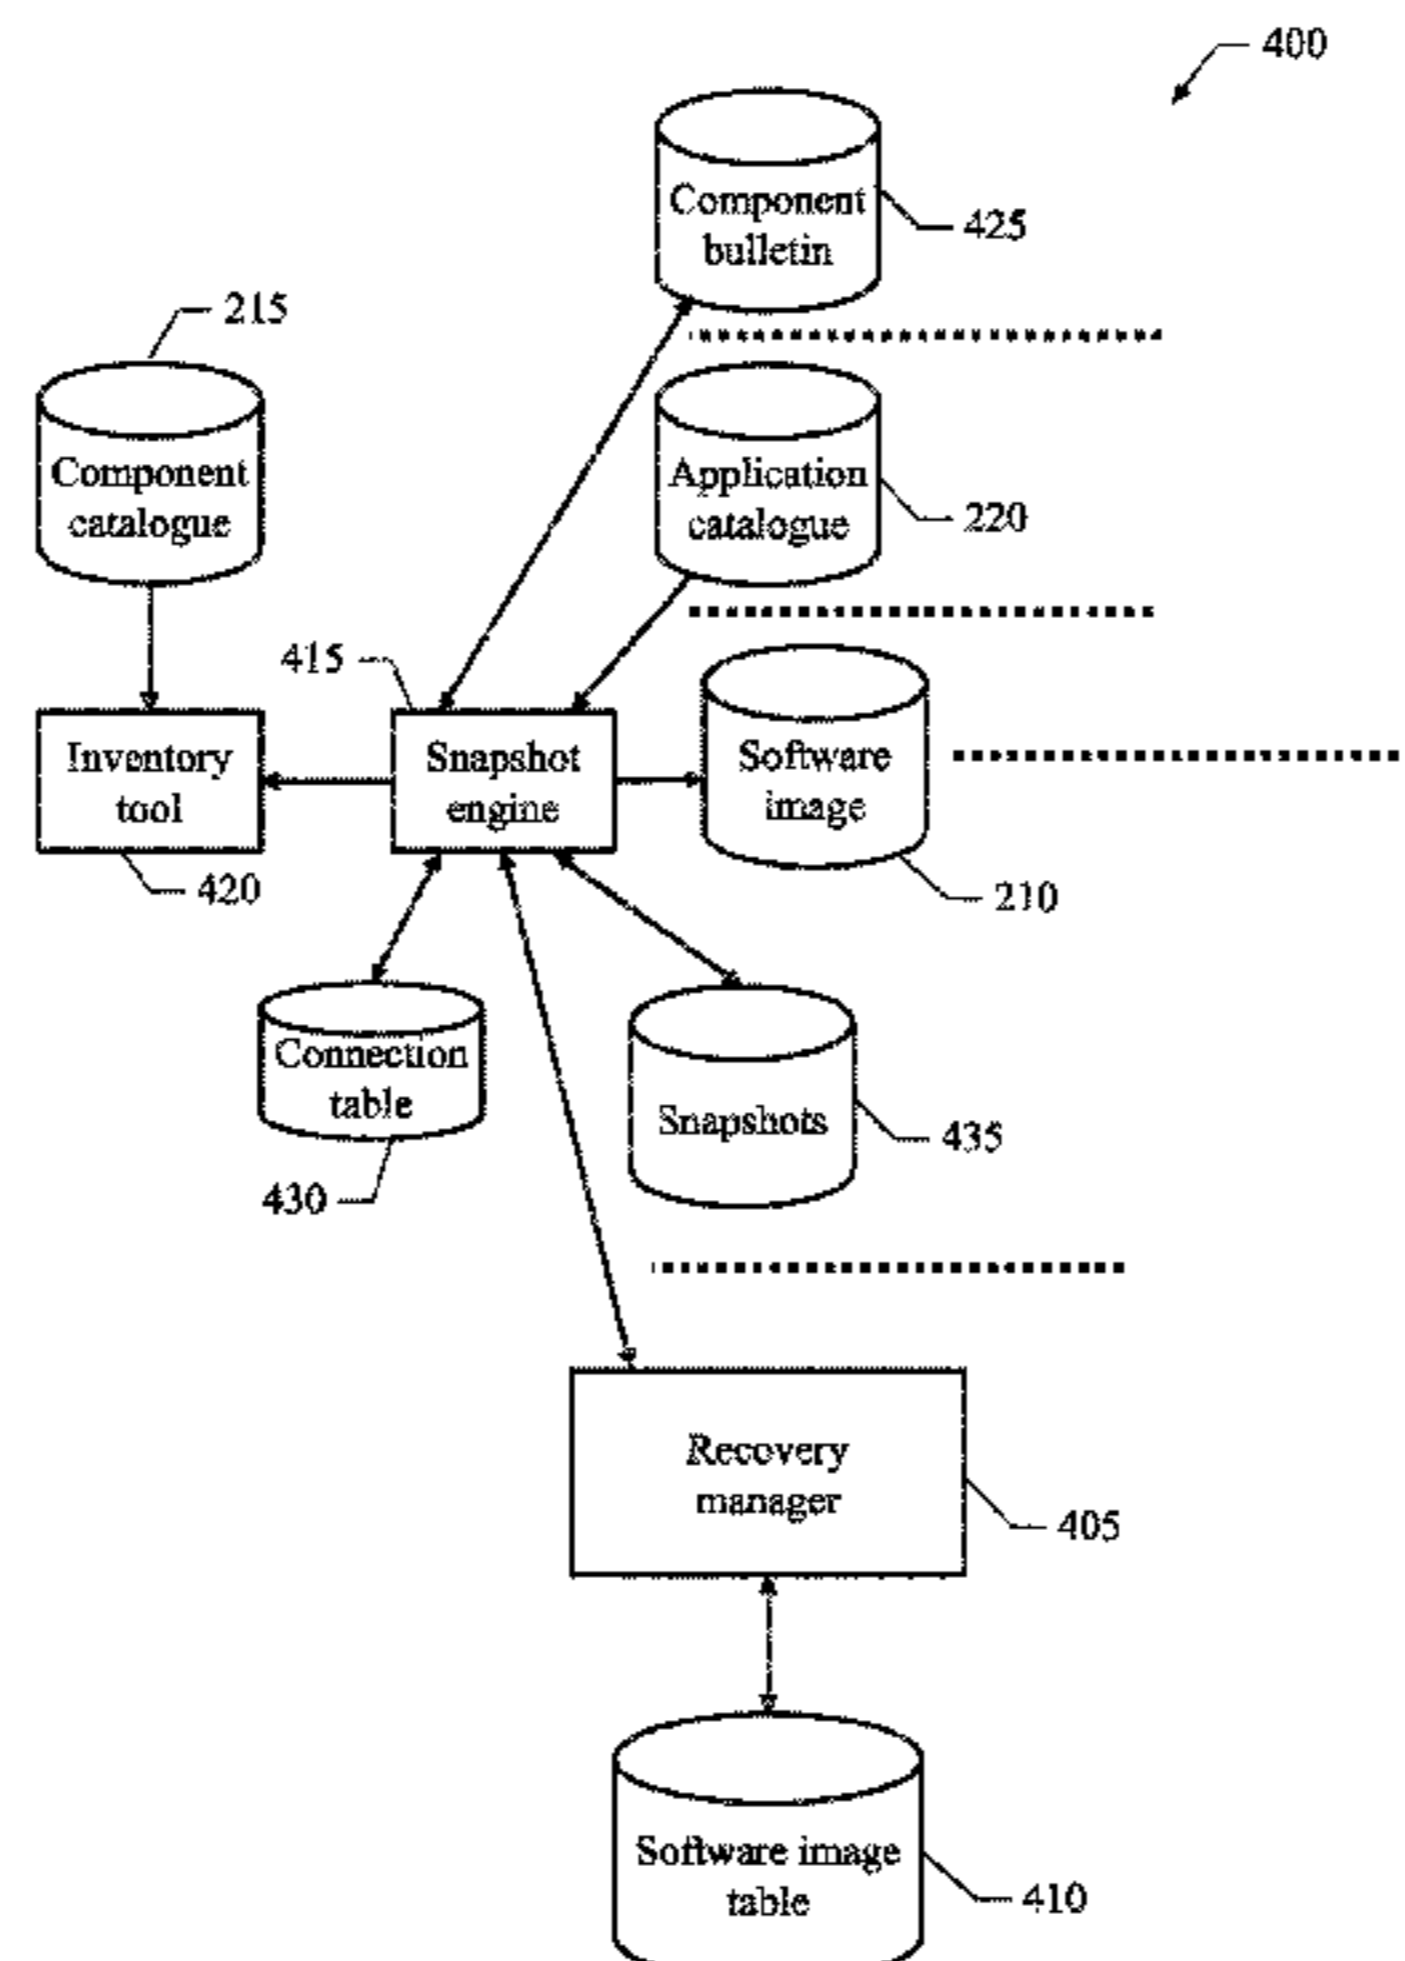 400
Component
bulletin
425
215
Component
catalogue
Application
catalogue
220
415
Inventory
tool
Snapshot
engine
Software
image
420
210
Connection
table
Snapshots
435
430
Recovery
manager
405
Software image
table
410